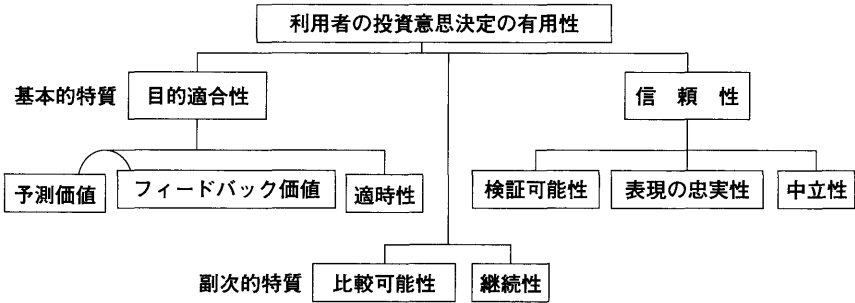 利用者の投資意思決定の有用性
基本的特質 目的適合性 信頼性
予測価値 フィードバック価値 適時性 検証可能性 表現の忠実性 中立性
副次的特質 比較可能性 継続性